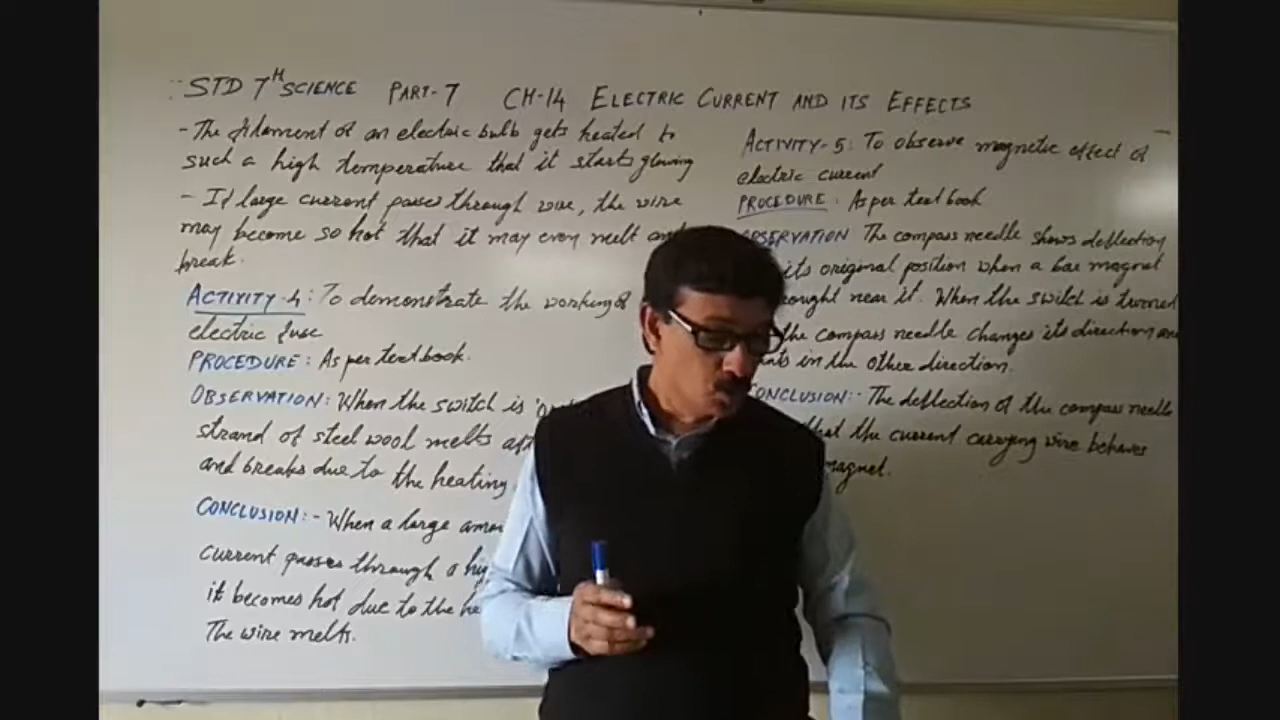 STD 7TH SCIENCE PART-7 CH-14 ELECTRIC CURRENT AND ITS EFFECTS
- The filament of an electric bulb gets heated to
such a high temperature that it starts glowing
- If large current passes through wire, the wire
may become so hot that it may even melt and
break.
ACTIVITY-4: To demonstrate the working of
electric fuse
PROCEDURE: As per textbook.
OBSERVATION: When the switch is
strand of steel wool melts
and breaks due to the heating
CONCLUSION:- When a large
current passes through a
it becomes hot due to the
The wire melts.
ACTIVITY-5: To observe magnetic effect of
electric current
PROCEDURE: As per textbook
OBSERVATION The compass needle shows deflection
its original position when a bar magnet
near it. When the switch is turned
the compass needle changes its direction and
in the other direction.
CONCLUSION:- The deflection of the compass needle
that the current carrying wire behaves
magnet.